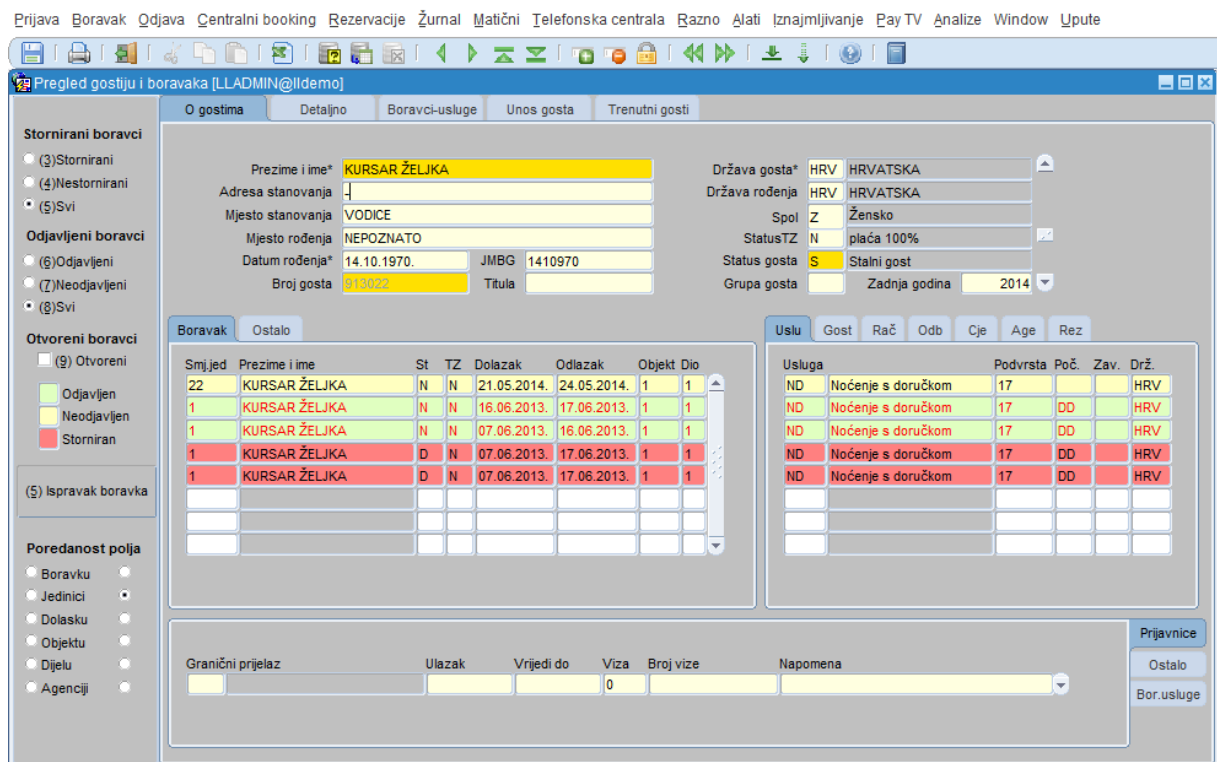 Prijava Boravak Odjava Centralni booking Rezervacije Žurnal Matični Telefonska centrala Razno Alati Iznajmljivanje Pay TV Analize Window Upute
Pregled gostiju i boravaka [LLADMIN@lldemo]
O gostima Detaljno Boravci-usluge Unos gosta Trenutni gosti
Stornirani boravci
(3)Stornirani
(4)Nestornirani
(5)Svi
Odjavljeni boravci
(6)Odjavljeni
(7)Neodjavljeni
(8)Svi
Otvoreni boravci
(9) Otvoreni
Odjavljen
Neodjavljen
Storniran
(5) Ispravak boravka
Poredanost polja
Boravku
Jedinici
Dolasku
Objektu
Dijelu
Agenciji
Prezime i ime* KURSAR ŽELJKA
Adresa stanovanja -
Mjesto stanovanja VODICE
Mjesto rođenja NEPOZNATO
Datum rođenja* 14.10.1970. JMBG 1410970
Broj gosta 913022 Titula
Država gosta* HRV HRVATSKA
Država rođenja HRV HRVATSKA
Spol Z Žensko
StatusTZ N plaća 100%
Status gosta S Stalni gost
Grupa gosta Zadnja godina 2014
Boravak Ostalo
Smj.jed Prezime i ime St TZ Dolazak Odlazak Objekt Dio
22 KURSAR ŽELJKA N N 21.05.2014. 24.05.2014. 1 1
1 KURSAR ŽELJKA N N 16.06.2013. 17.06.2013. 1 1
1 KURSAR ŽELJKA N N 07.06.2013. 16.06.2013. 1 1
1 KURSAR ŽELJKA D N 07.06.2013. 17.06.2013. 1 1
1 KURSAR ŽELJKA D N 07.06.2013. 17.06.2013. 1 1
Uslu Gost Rač Odb Cje Age Rez
Usluga Podvrsta Poč. Zav. Drž.
ND Noćenje s doručkom 17 HRV
ND Noćenje s doručkom 17 DD HRV
ND Noćenje s doručkom 17 DD HRV
ND Noćenje s doručkom 17 DD HRV
ND Noćenje s doručkom 17 DD HRV
Granični prijelaz Ulazak Vrijedi do Viza Broj vize Napomena
0
Prijavnice
Ostalo
Bor.usluge